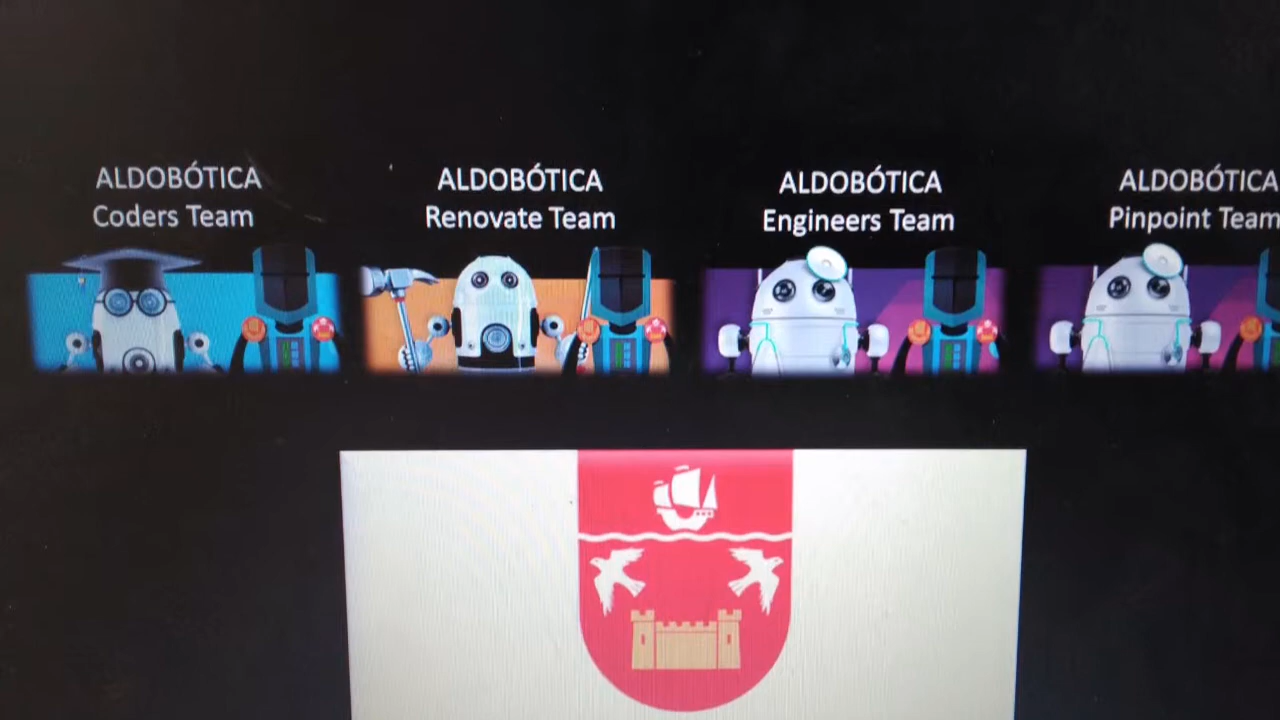 ALDOBÓTICA
Coders Team
ALDOBÓTICA
Renovate Team
ALDOBÓTICA
Engineers Team
ALDOBÓTICA
Pinpoint Team